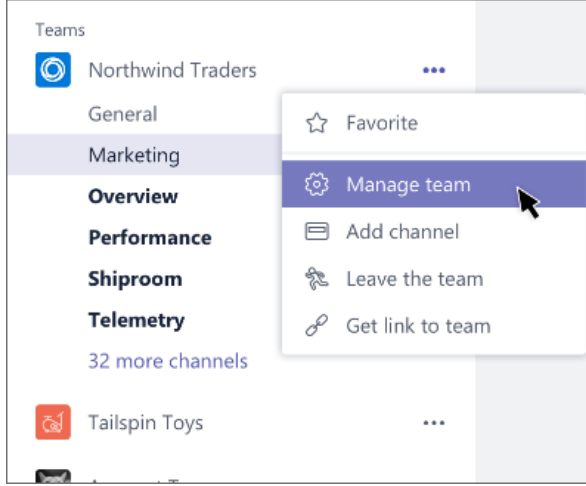 Teams
Northwind Traders
General
Favorite
Marketing
Manage team
Overview
Performance
Add channel
Shiproom
Leave the team
Telemetry
Get link to team
32 more channels
Tailspin Toys